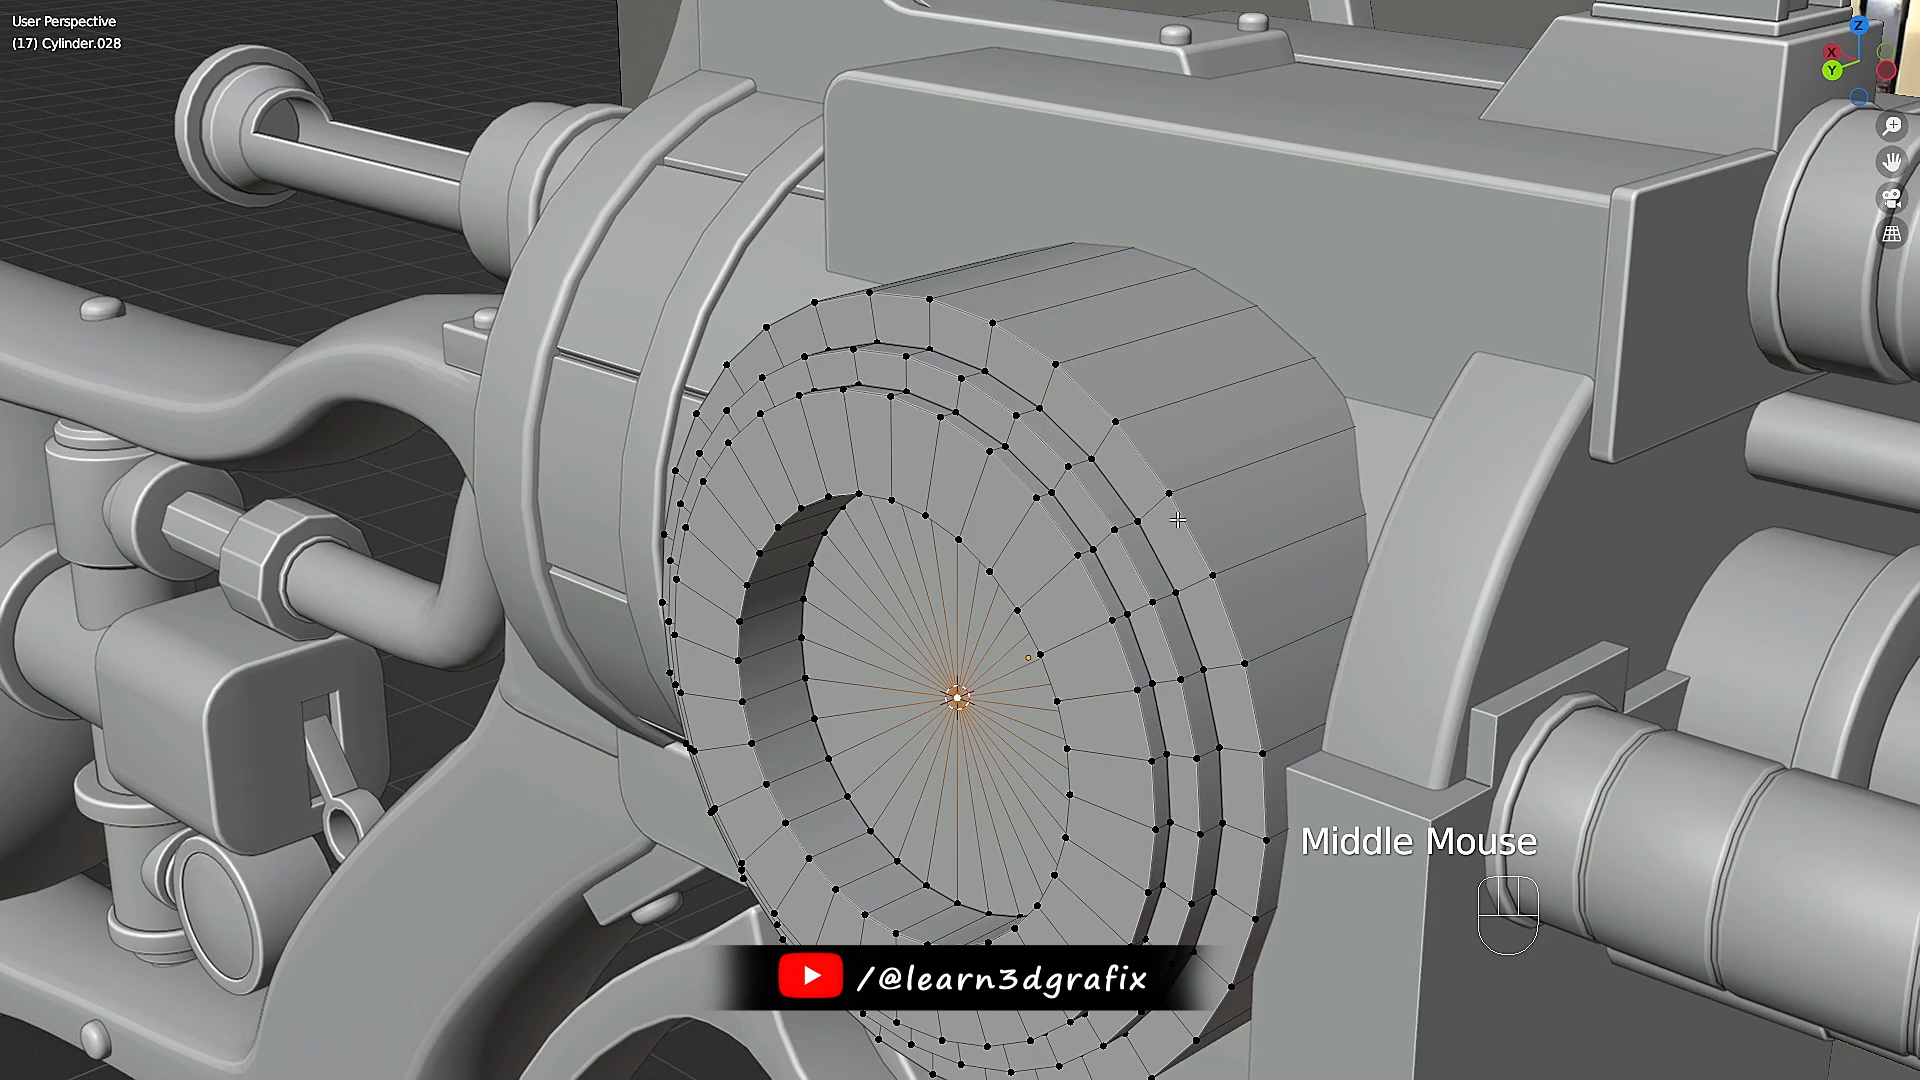 User Perspective
(17) Cylinder.028
Z
X
Y
Middle Mouse
/@learn3dgrafix